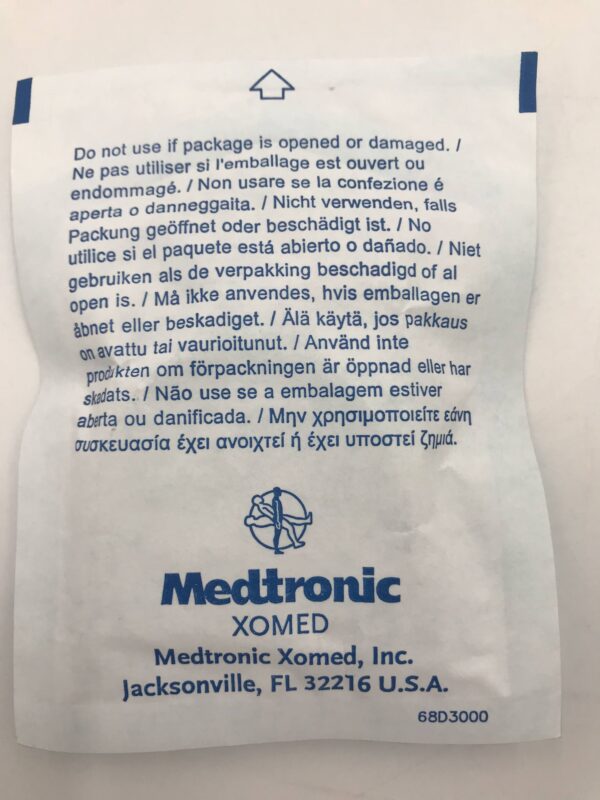 Do not use if package is opened or damaged. /
Ne pas utiliser si l'emballage est ouvert ou
endommagé. / Non usare se la confezione é
aperta o danneggaita. / Nicht verwenden, falls
Packung geöffnet oder beschädigt ist. / No
utilice si el paquete está abierto o dañado. / Niet
gebruiken als de verpakking beschadigd of al
open is. / Må ikke anvendes, hvis emballagen er
åbnet eller beskadiget. / Älä käytä, jos pakkaus
on avattu tai vaurioitunut. / Använd inte
produkten om förpackningen är öppnad eller har
skadats. / Não use se a embalagem estiver
aberta ou danificada. / Μην χρησιμοποιείτε εάνη
συσκευασία έχει ανοιχτεί ή έχει υποστεί ζημιά.
Medtronic
XOMED
Medtronic Xomed, Inc.
Jacksonville, FL 32216 U.S.A.
68D3000